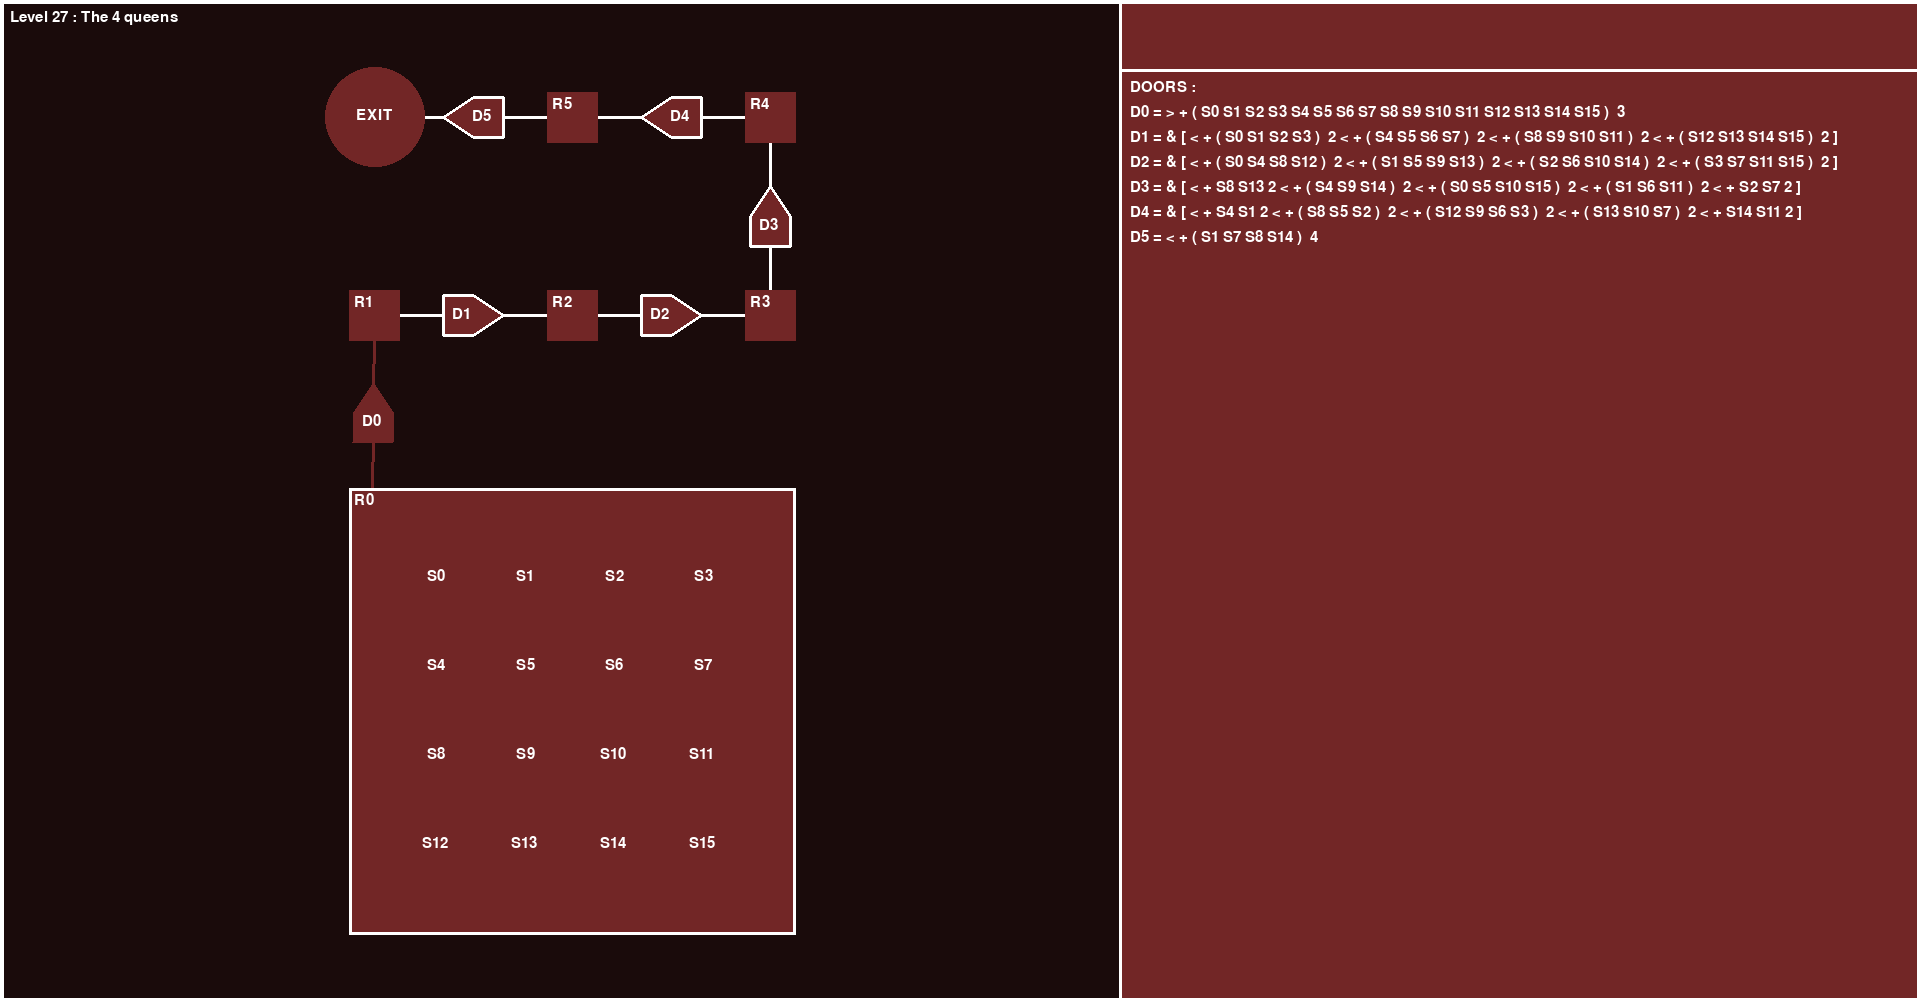 Level 27 : The 4 queens
EXIT
D5
R5
D4
R4
D3
R1
D1
R2
D2
R3
D0
R0
S0 S1 S2 S3
S4 S5 S6 S7
S8 S9 S10 S11
S12 S13 S14 S15
DOORS :
D0 = > + ( S0 S1 S2 S3 S4 S5 S6 S7 S8 S9 S10 S11 S12 S13 S14 S15 ) 3
D1 = & [ < + ( S0 S1 S2 S3 ) 2 < + ( S4 S5 S6 S7 ) 2 < + ( S8 S9 S10 S11 ) 2 < + ( S12 S13 S14 S15 ) 2 ]
D2 = & [ < + ( S0 S4 S8 S12 ) 2 < + ( S1 S5 S9 S13 ) 2 < + ( S2 S6 S10 S14 ) 2 < + ( S3 S7 S11 S15 ) 2 ]
D3 = & [ < + S8 S13 2 < + ( S4 S9 S14 ) 2 < + ( S0 S5 S10 S15 ) 2 < + ( S1 S6 S11 ) 2 < + S2 S7 2 ]
D4 = & [ < + S4 S1 2 < + ( S8 S5 S2 ) 2 < + ( S12 S9 S6 S3 ) 2 < + ( S13 S10 S7 ) 2 < + S14 S11 2 ]
D5 = < + ( S1 S7 S8 S14 ) 4